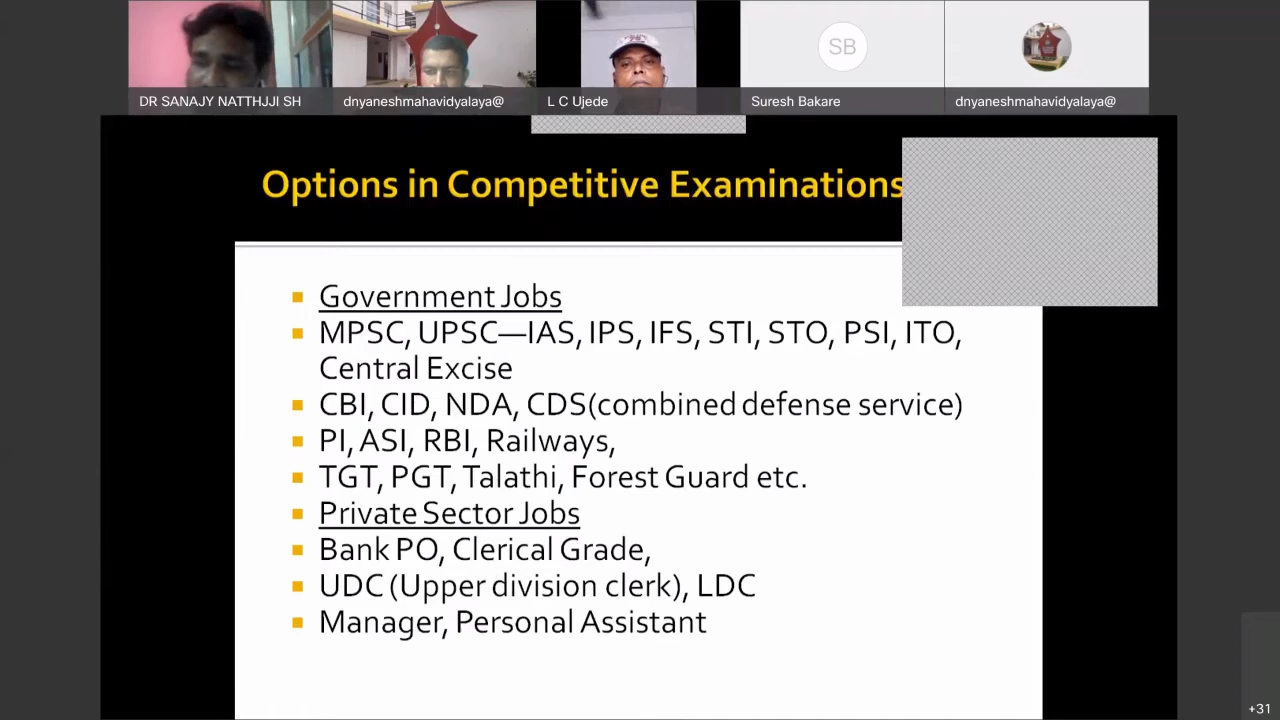 DR SANAJY NATTHJJI SH
dnyaneshmahavidyalaya@
L C Ujede
SB
Suresh Bakare
dnyaneshmahavidyalaya@
Options in Competitive Examinations
Government Jobs
MPSC, UPSC—IAS, IPS, IFS, STI, STO, PSI, ITO,
Central Excise
CBI, CID, NDA, CDS(combined defense service)
PI, ASI, RBI, Railways,
TGT, PGT, Talathi, Forest Guard etc.
Private Sector Jobs
Bank PO, Clerical Grade,
UDC (Upper division clerk), LDC
Manager, Personal Assistant
+31